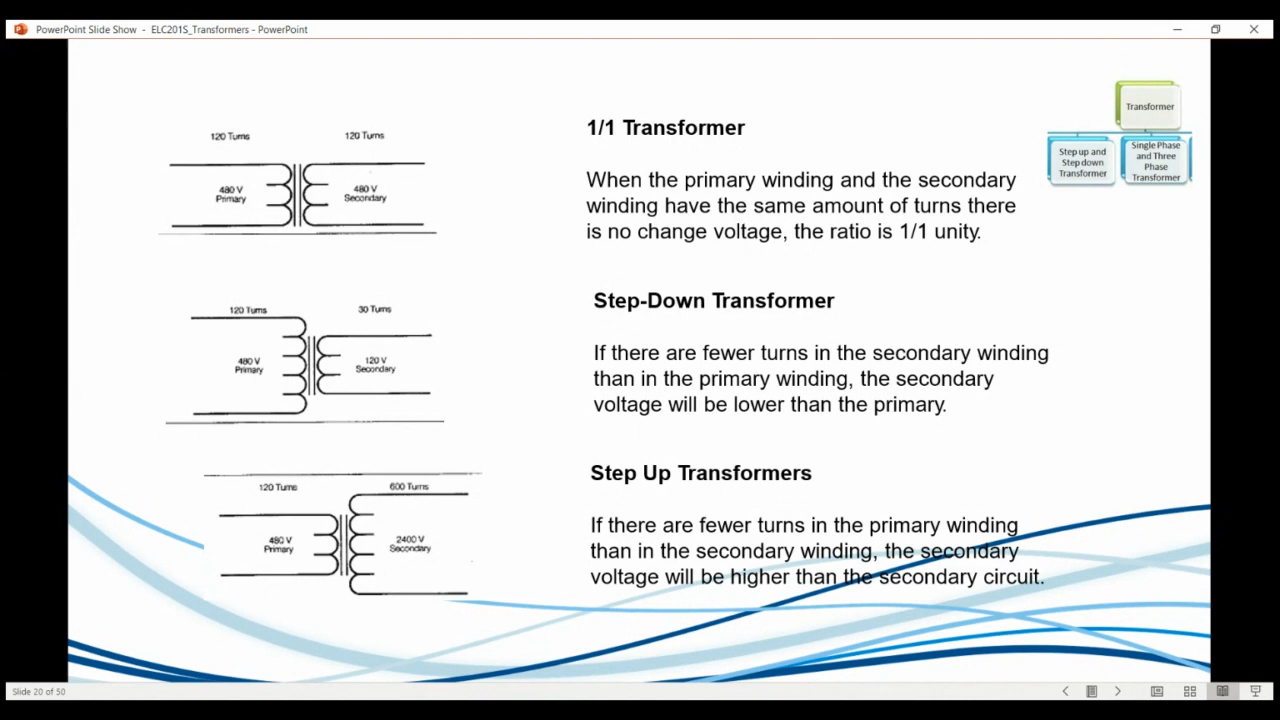 PowerPoint Slide Show - ELC201S_Transformers - PowerPoint
120 Turns
120 Turns
480 V
Primary
480 V
Secondary
1/1 Transformer
When the primary winding and the secondary
winding have the same amount of turns there
is no change voltage, the ratio is 1/1 unity.
Transformer
Step up and
Step down
Transformer
Single Phase
and Three
Phase
Transformer
120 Turns
30 Turns
480 V
Primary
120 V
Secondary
Step-Down Transformer
If there are fewer turns in the secondary winding
than in the primary winding, the secondary
voltage will be lower than the primary.
120 Turns
600 Turns
480 V
Primary
2400 V
Secondary
Step Up Transformers
If there are fewer turns in the primary winding
than in the secondary winding, the secondary
voltage will be higher than the secondary circuit.
Slide 20 of 50